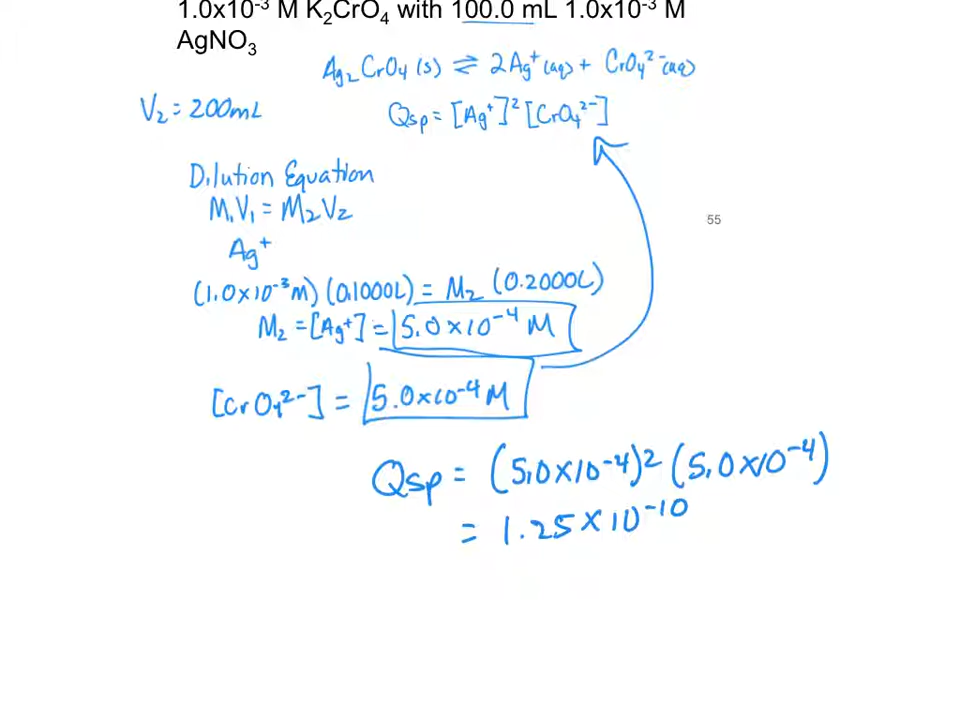 1.0x10⁻³ M K₂CrO₄ with 100.0 mL 1.0x10⁻³ M
AgNO₃
Ag₂CrO₄(s) ⇌ 2Ag⁺(aq) + CrO₄²⁻(aq)
V₂ = 200mL
Qsp = [Ag⁺]² [CrO₄²⁻]
Dilution Equation
M₁V₁ = M₂V₂
55
Ag⁺
(1.0×10⁻³M)(0.1000L) = M₂ (0.2000L)
M₂ = [Ag⁺] = 5.0×10⁻⁴ M
[CrO₄²⁻] = 5.0×10⁻⁴ M
Qsp = (5.0×10⁻⁴)² (5.0×10⁻⁴)
= 1.25×10⁻¹⁰